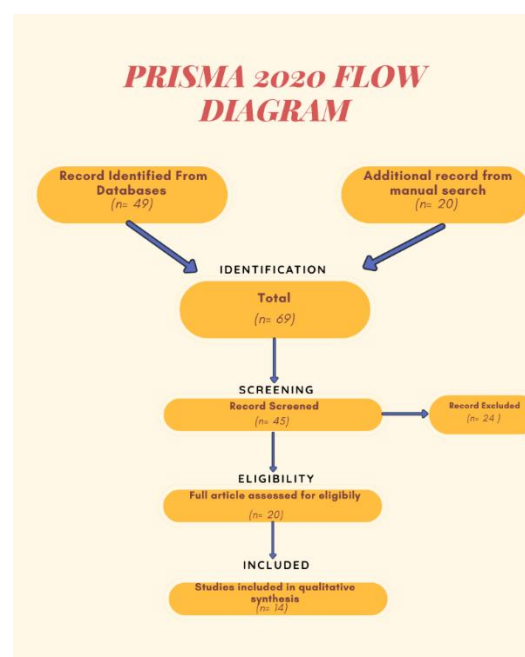 PRISMA 2020 FLOW
DIAGRAM
Record Identified From
Databases
(n= 49)
Additional record from
manual search
(n= 20)
IDENTIFICATION
Total
(n= 69)
SCREENING
Record Screened
(n= 45)
Record Excluded
(n= 24 )
ELIGIBILITY
Full article assessed for eligibily
(n= 20)
INCLUDED
Studies included in qualitative
synthesis
(n= 14)